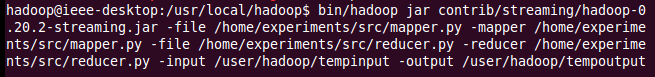 hadoop@ieee-desktop:/usr/local/hadoop$ bin/hadoop jar contrib/streaming/hadoop-0
.20.2-streaming.jar -file /home/experiments/src/mapper.py -mapper /home/experime
nts/src/mapper.py -file /home/experiments/src/reducer.py -reducer /home/experime
nts/src/reducer.py -input /user/hadoop/tempinput -output /user/hadoop/tempoutput